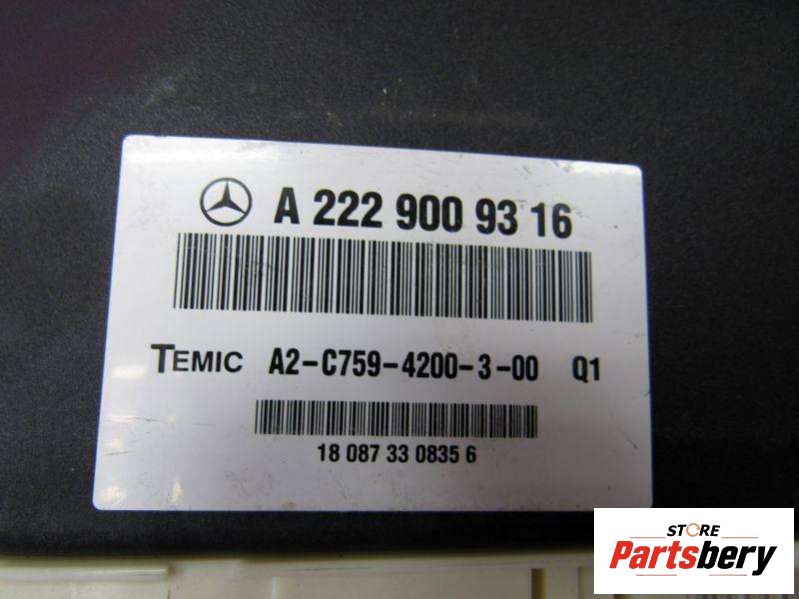 A 222 900 93 16
TEMIC A2-C759-4200-3-00 Q1
18 087 33 0835 6
STORE
Partsbery